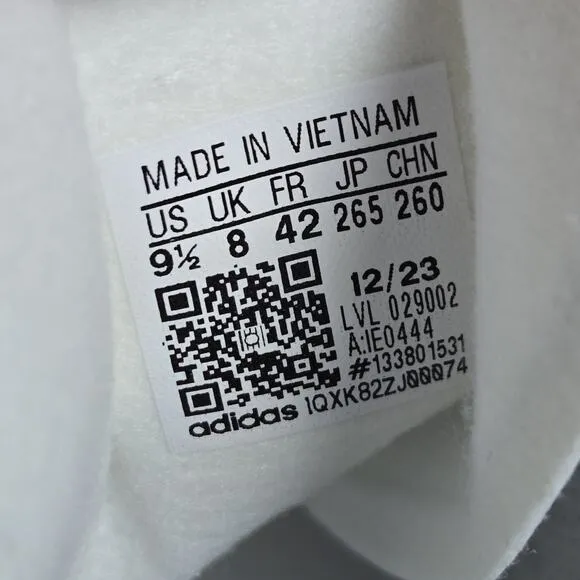 MADE IN VIETNAM
US UK FR JP CHN
9½ 8 42 265 260
12/23
LVL 029002
A:IE0444
#133801531
adidas 1QXK82ZJ00074